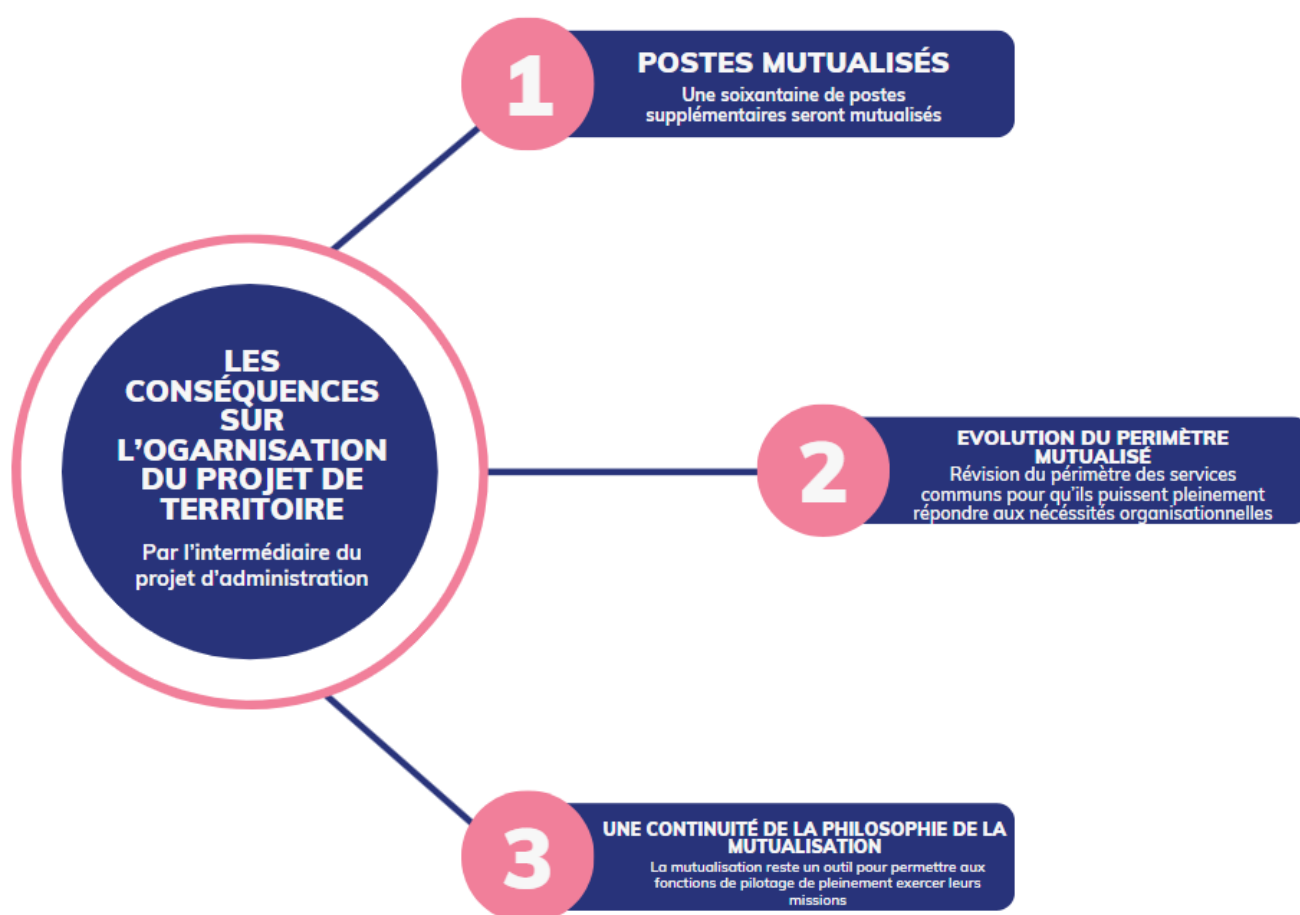 LES
CONSÉQUENCES
SUR
L'OGARNISATION
DU PROJET DE
TERRITOIRE
Par l'intermédiaire du
projet d'administration
1
POSTES MUTUALISÉS
Une soixantaine de postes
supplémentaires seront mutualisés
2
EVOLUTION DU PERIMÈTRE
MUTUALISÉ
Révision du périmètre des services
communs pour qu'ils puissent pleinement
répondre aux nécéssités organisationnelles
3
UNE CONTINUITÉ DE LA PHILOSOPHIE DE LA
MUTUALISATION
La mutualisation reste un outil pour permettre aux
fonctions de pilotage de pleinement exercer leurs
missions